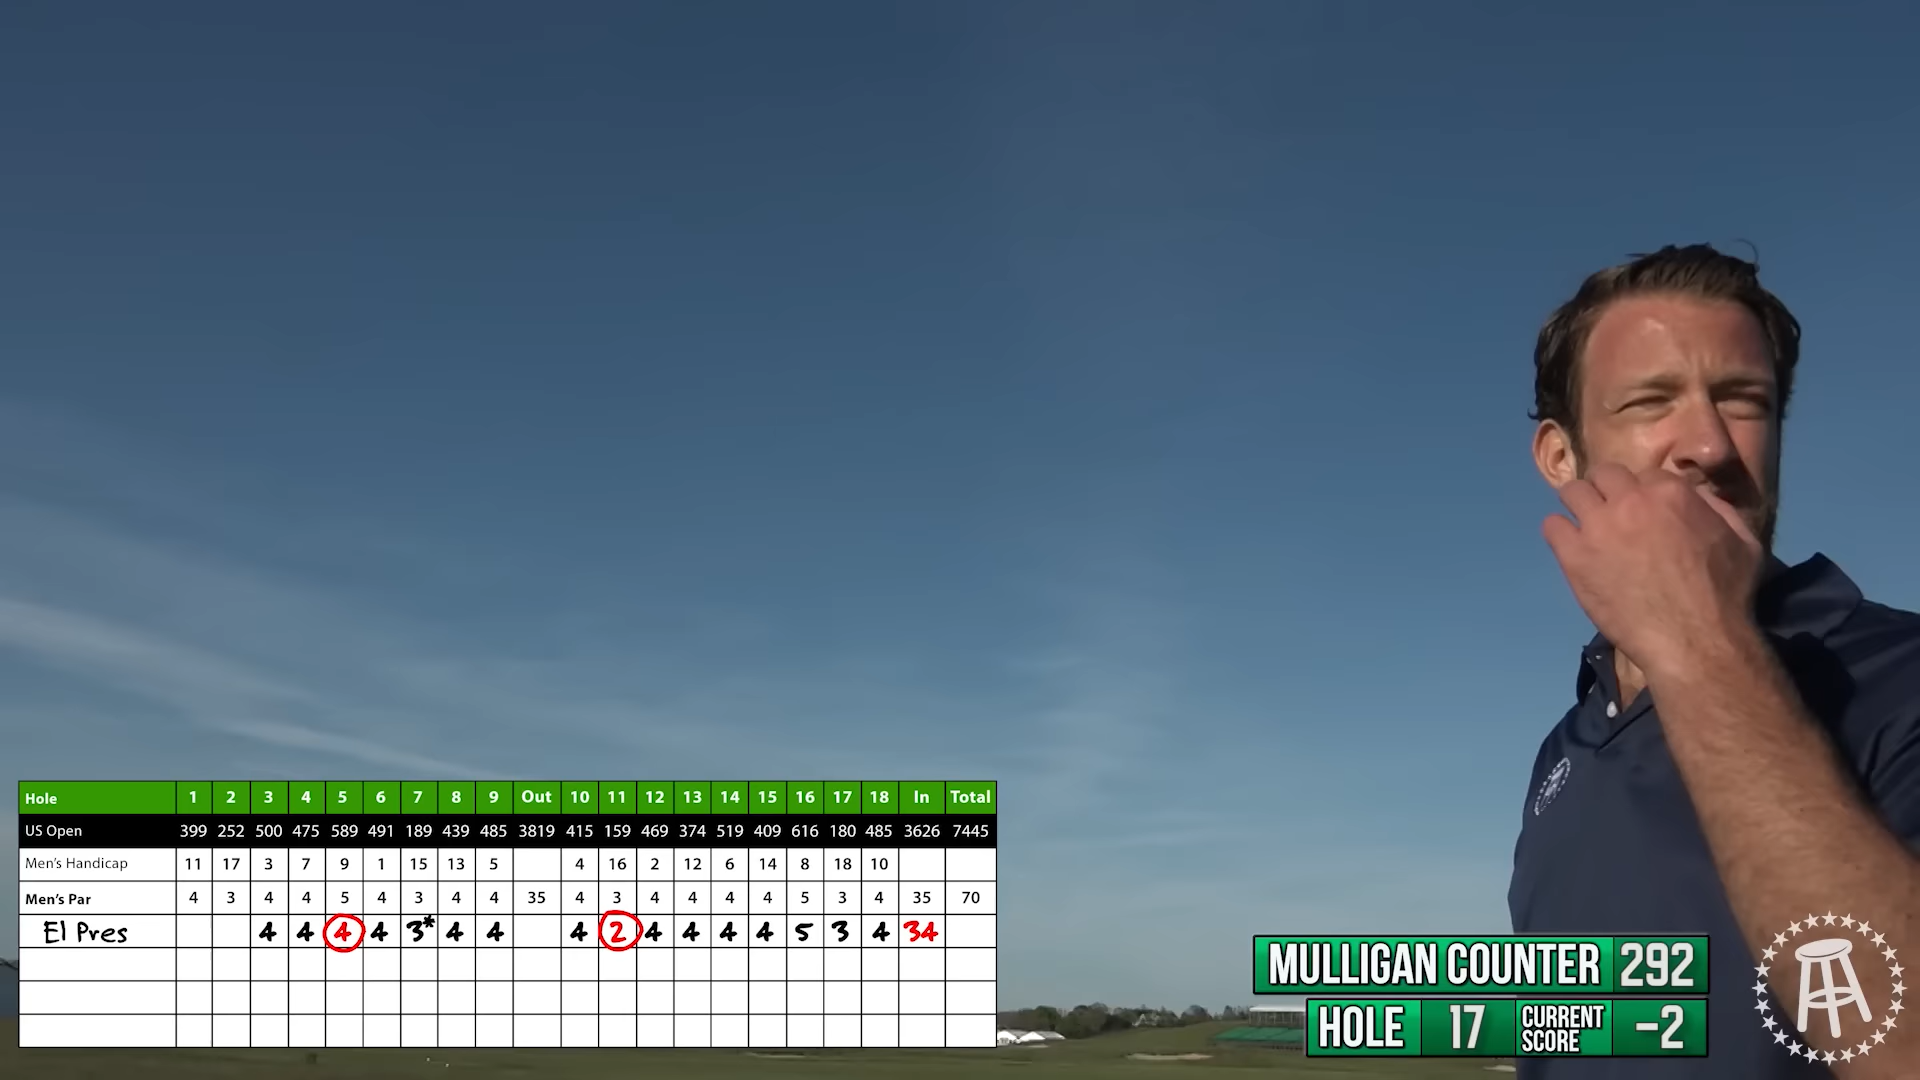 Hole 1 2 3 4 5 6 7 8 9 Out 10 11 12 13 14 15 16 17 18 In Total
US Open 399 252 500 475 589 491 189 439 485 3819 415 159 469 374 519 409 616 180 485 3626 7445
Men's Handicap 11 17 3 7 9 1 15 13 5 4 16 2 12 6 14 8 18 10
Men's Par 4 3 4 4 5 4 3 4 4 35 4 3 4 4 4 4 5 3 4 35 70
El Pres 4 4 4 4 3* 4 4 4 2 4 4 4 4 5 3 4 34
MULLIGAN COUNTER 292
HOLE 17 CURRENT SCORE -2